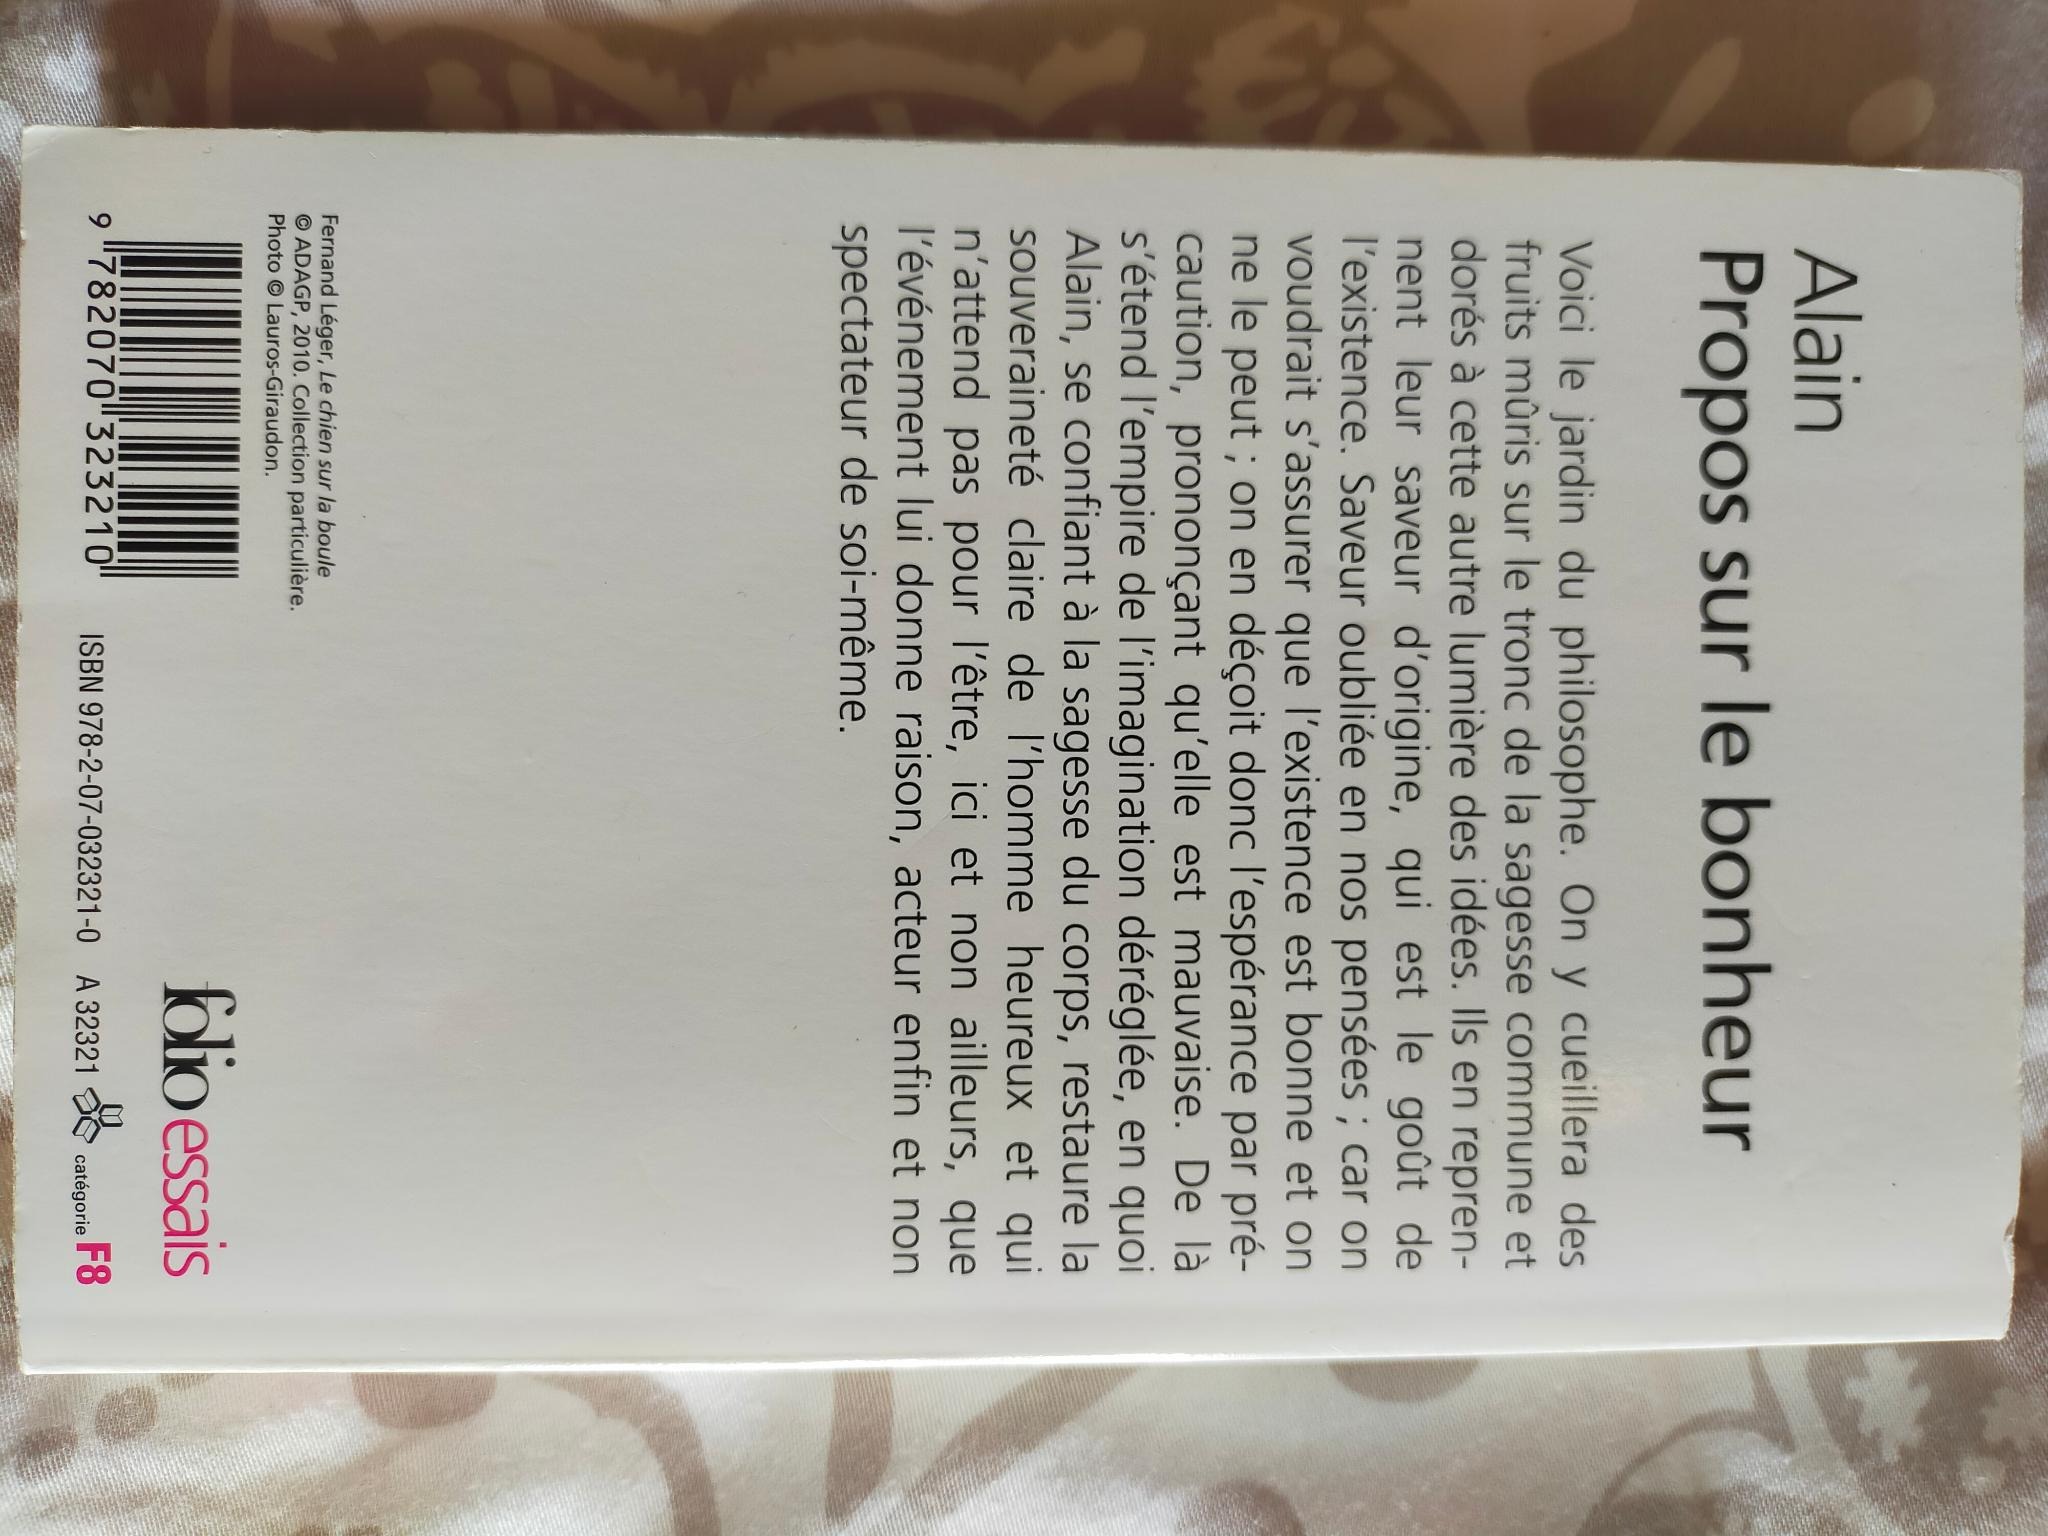 Alain
Propos sur le bonheur
Voici le jardin du philosophe. On y cueillera des
fruits mûris sur le tronc de la sagesse commune et
dorés à cette autre lumière des idées. Ils en repren-
nent leur saveur d'origine, qui est le goût de
l'existence. Saveur oubliée en nos pensées ; car on
voudrait s'assurer que l'existence est bonne et on
ne le peut ; on en déçoit donc l'espérance par pré-
caution, prononçant qu'elle est mauvaise. De là
s'étend l'empire de l'imagination déréglée, en quoi
Alain, se confiant à la sagesse du corps, restaure la
souveraineté claire de l'homme heureux et qui
n'attend pas pour l'être, ici et non ailleurs, que
l'événement lui donne raison, acteur enfin et non
spectateur de soi-même.
Fernand Léger, Le chien sur la boule
© ADAGP, 2010. Collection particulière.
Photo © Lauros-Giraudon.
folio essais
9 782070 323210
ISBN 978-2-07-032321-0 A 32321 catégorie F8